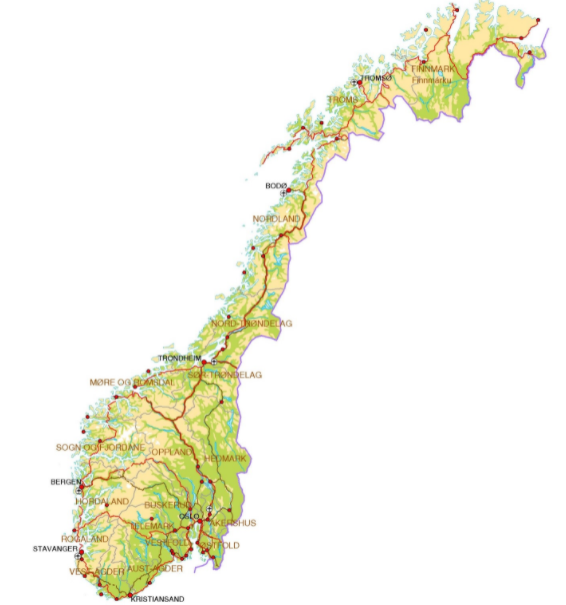 FINNMARK
Finnmárku
TROMSØ
TROMS
BODØ
NORDLAND
NORD-TRØNDELAG
TRONDHEIM
SØR-TRØNDELAG
MØRE OG ROMSDAL
SOGN OG FJORDANE
OPPLAND
HEDMARK
BERGEN
HORDALAND
BUSKERUD
OSLO
AKERSHUS
TELEMARK
ROGALAND
VESTFOLD
ØSTFOLD
STAVANGER
VEST-AGDER
AUST-AGDER
KRISTIANSAND